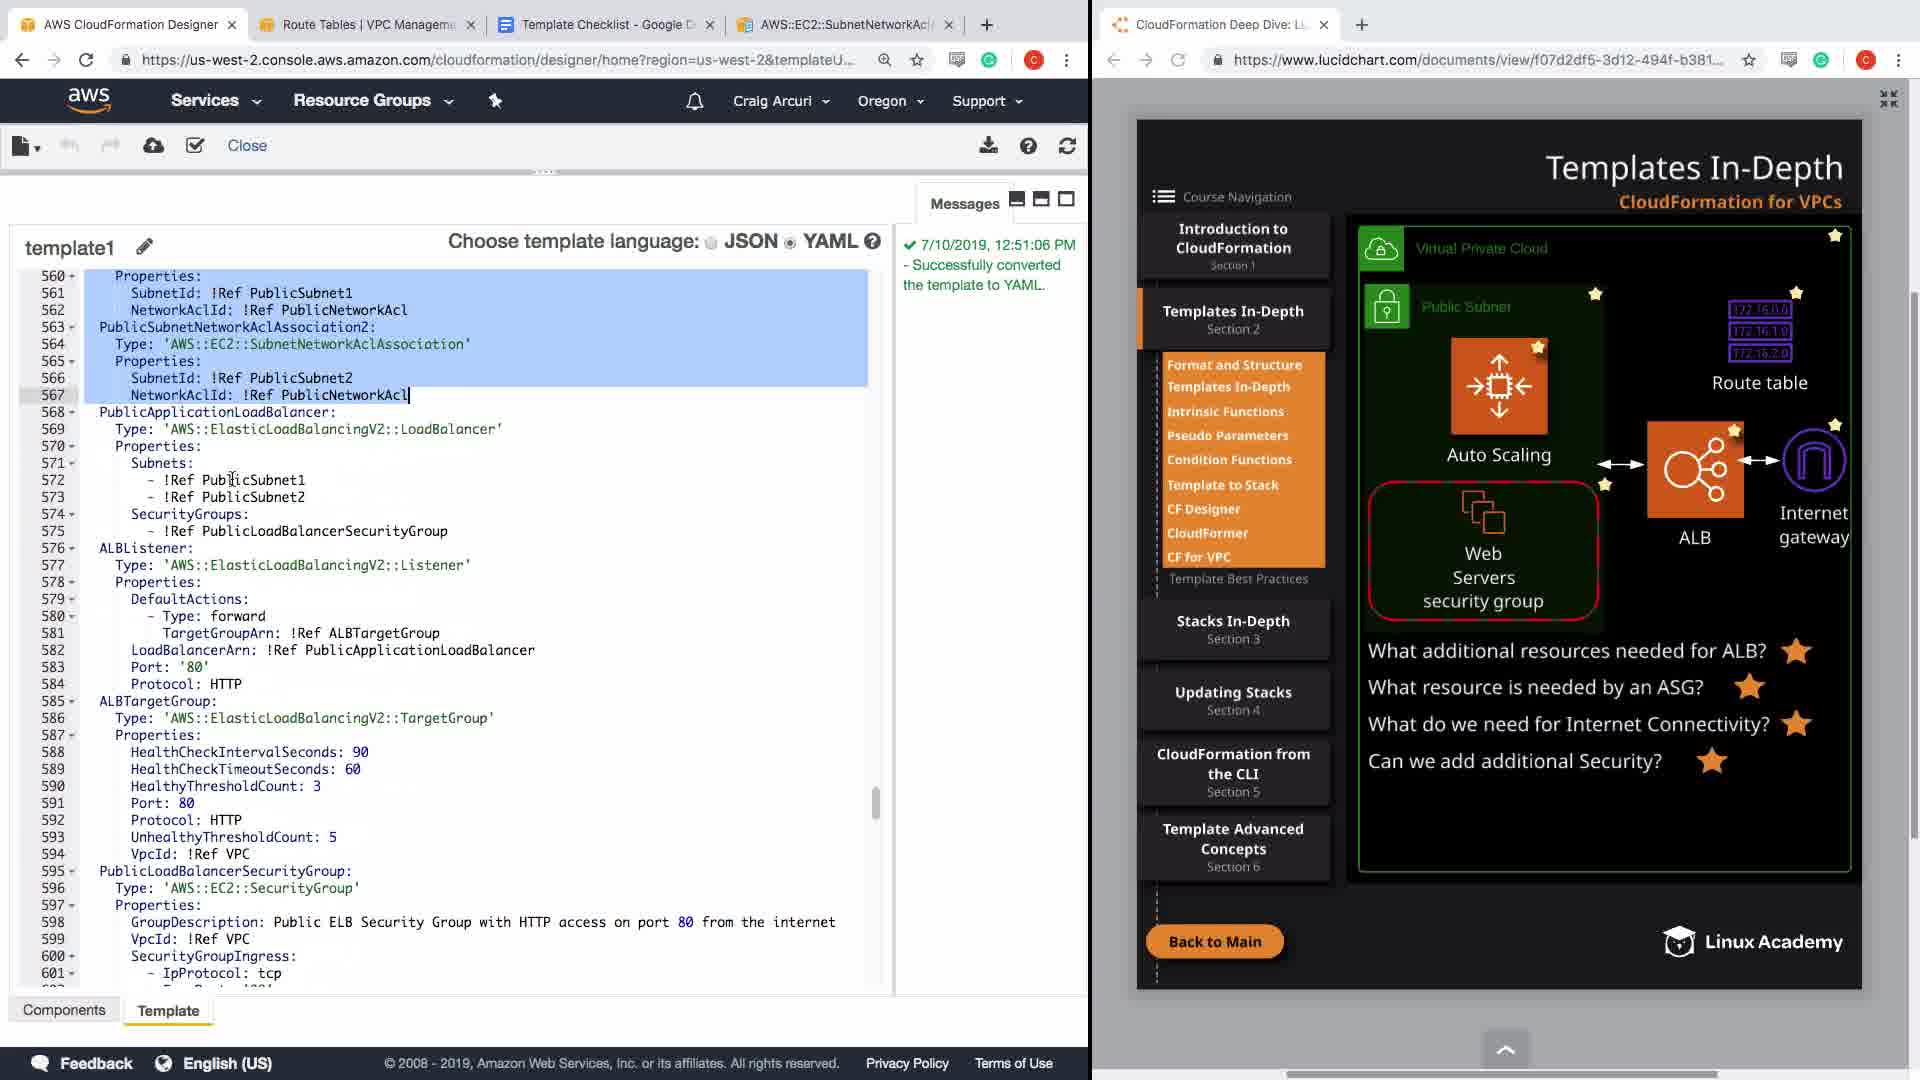 AWS CloudFormation Designer
Route Tables | VPC Manageme
Template Checklist - Google D
AWS::EC2::SubnetNetworkAcl
https://us-west-2.console.aws.amazon.com/cloudformation/designer/home?region=us-west-2&templateU...
aws
Services
Resource Groups
Craig Arcuri
Oregon
Support
Close
Messages
7/10/2019, 12:51:06 PM
- Successfully converted
the template to YAML.
template1
Choose template language: JSON YAML
560 Properties:
561 SubnetId: !Ref PublicSubnet1
562 NetworkAclId: !Ref PublicNetworkAcl
563 PublicSubnetNetworkAclAssociation2:
564 Type: 'AWS::EC2::SubnetNetworkAclAssociation'
565 Properties:
566 SubnetId: !Ref PublicSubnet2
567 NetworkAclId: !Ref PublicNetworkAcl
568 PublicApplicationLoadBalancer:
569 Type: 'AWS::ElasticLoadBalancingV2::LoadBalancer'
570 Properties:
571 Subnets:
572 - !Ref PublicSubnet1
573 - !Ref PublicSubnet2
574 SecurityGroups:
575 - !Ref PublicLoadBalancerSecurityGroup
576 ALBListener:
577 Type: 'AWS::ElasticLoadBalancingV2::Listener'
578 Properties:
579 DefaultActions:
580 - Type: forward
581 TargetGroupArn: !Ref ALBTargetGroup
582 LoadBalancerArn: !Ref PublicApplicationLoadBalancer
583 Port: '80'
584 Protocol: HTTP
585 ALBTargetGroup:
586 Type: 'AWS::ElasticLoadBalancingV2::TargetGroup'
587 Properties:
588 HealthCheckIntervalSeconds: 90
589 HealthCheckTimeoutSeconds: 60
590 HealthyThresholdCount: 3
591 Port: 80
592 Protocol: HTTP
593 UnhealthyThresholdCount: 5
594 VpcId: !Ref VPC
595 PublicLoadBalancerSecurityGroup:
596 Type: 'AWS::EC2::SecurityGroup'
597 Properties:
598 GroupDescription: Public ELB Security Group with HTTP access on port 80 from the internet
599 VpcId: !Ref VPC
600 SecurityGroupIngress:
601 - IpProtocol: tcp
Components
Template
Feedback
English (US)
© 2008 - 2019, Amazon Web Services, Inc. or its affiliates. All rights reserved.
Privacy Policy
Terms of Use
CloudFormation Deep Dive: Lu
https://www.lucidchart.com/documents/view/f07d2df5-3d12-494f-b381...
C
C
Templates In-Depth
CloudFormation for VPCs
Course Navigation
Introduction to
CloudFormation
Section 1
Templates In-Depth
Section 2
Format and Structure
Templates In-Depth
Intrinsic Functions
Pseudo Parameters
Condition Functions
Template to Stack
CF Designer
CloudFormer
CF for VPC
Template Best Practices
Stacks In-Depth
Section 3
Updating Stacks
Section 4
CloudFormation from
the CLI
Section 5
Template Advanced
Concepts
Section 6
Back to Main
Virtual Private Cloud
Public Subner
172.16.0.0
172.16.1.0
172.16.2.0
Route table
Auto Scaling
ALB
Internet
gateway
Web
Servers
security group
What additional resources needed for ALB?
What resource is needed by an ASG?
What do we need for Internet Connectivity?
Can we add additional Security?
Linux Academy